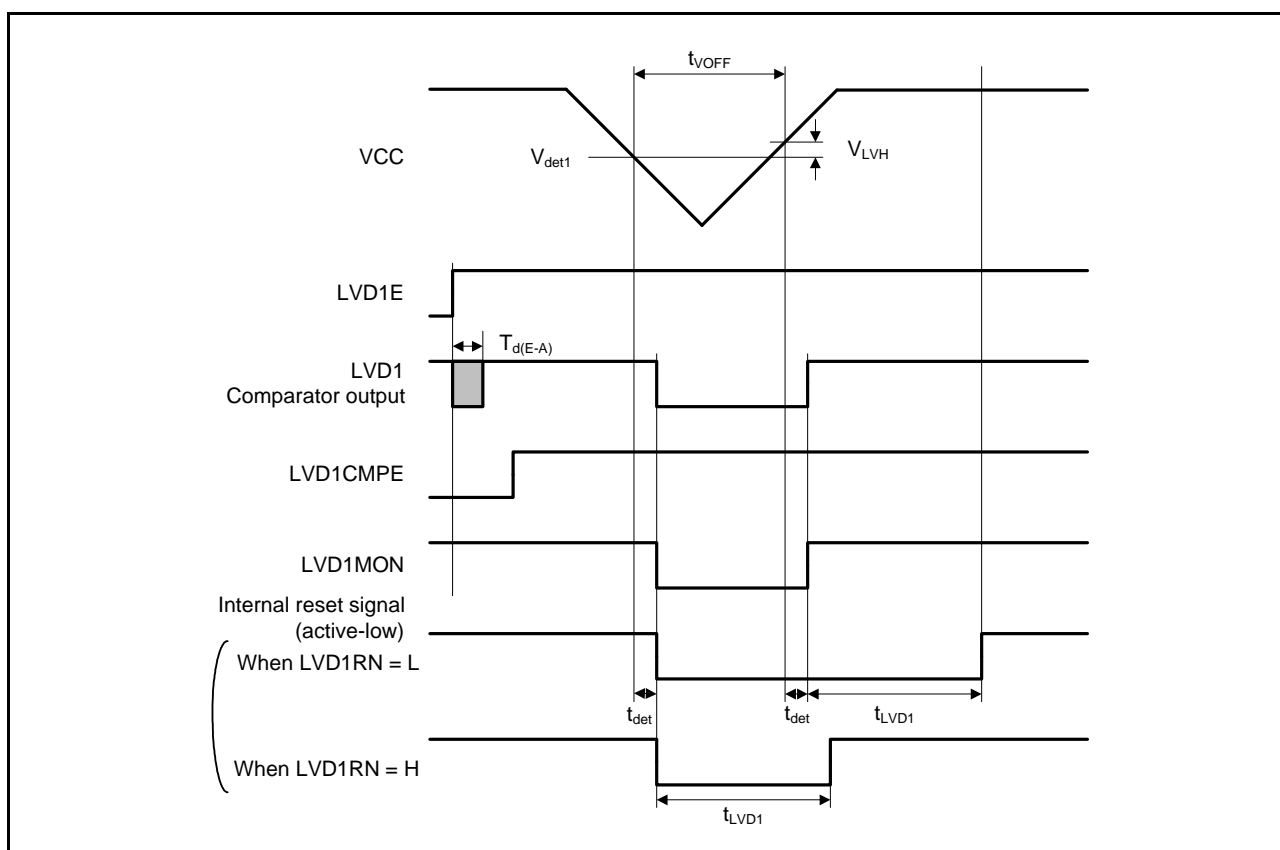 tVOFF
VCC
Vdet1
VLVH
LVD1E
Td(E-A)
LVD1
Comparator output
LVD1CMPE
LVD1MON
Internal reset signal
(active-low)
When LVD1RN = L
tdet
tdet
tLVD1
When LVD1RN = H
tLVD1